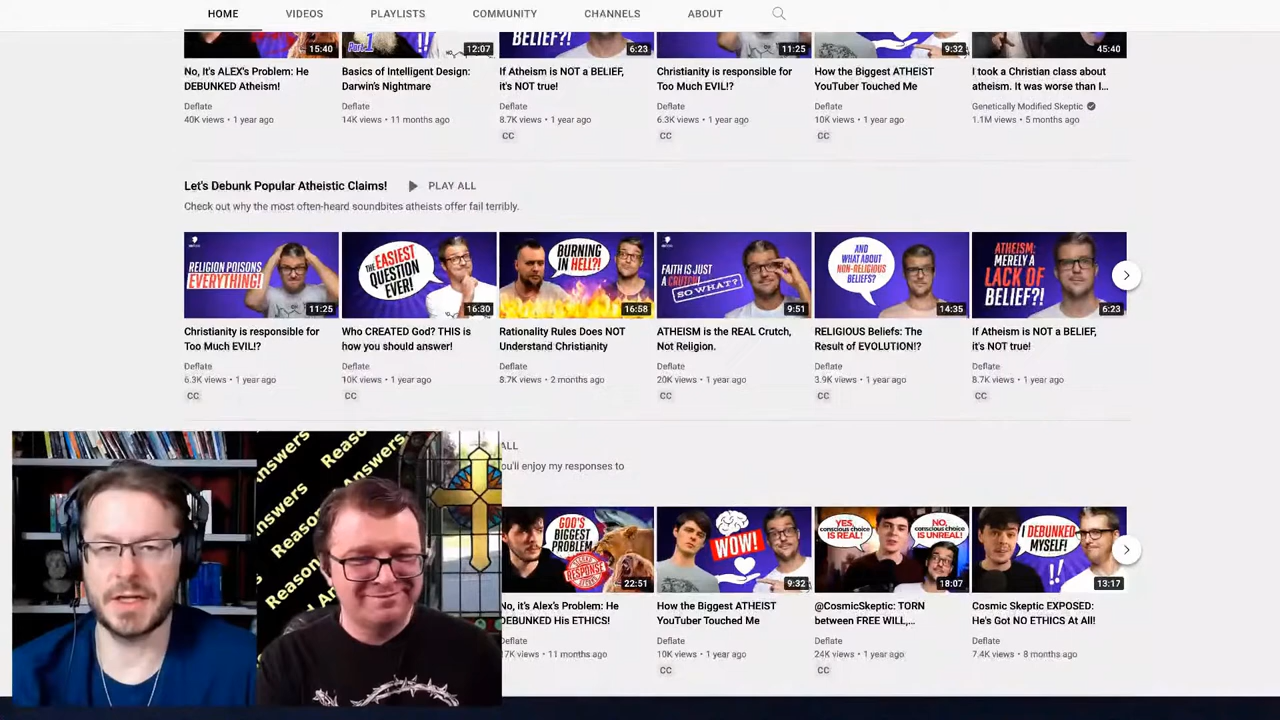 HOME VIDEOS PLAYLISTS COMMUNITY CHANNELS ABOUT
15:40 Part 1 12:07 BELIEF?! 6:23 11:25 9:32 45:40
No, It's ALEX's Problem: He DEBUNKED Atheism!
Deflate
40K views • 1 year ago
Basics of Intelligent Design: Darwin's Nightmare
Deflate
14K views • 11 months ago
If Atheism is NOT a BELIEF, it's NOT true!
Deflate
8.7K views • 1 year ago
CC
Christianity is responsible for Too Much EVIL!?
Deflate
6.3K views • 1 year ago
CC
How the Biggest ATHEIST YouTuber Touched Me
Deflate
10K views • 1 year ago
CC
I took a Christian class about atheism. It was worse than I...
Genetically Modified Skeptic
1.1M views • 5 months ago
Let's Debunk Popular Atheistic Claims! PLAY ALL
Check out why the most often-heard soundbites atheists offer fail terribly.
RELIGION POISONS
EVERYTHING!
11:25
Christianity is responsible for
Too Much EVIL!?
Deflate
6.3K views • 1 year ago
CC
THE EASIEST
QUESTION
EVER!
16:30
Who CREATED God? THIS is
how you should answer!
Deflate
10K views • 1 year ago
CC
BURNING
IN HELL?!
16:58
Rationality Rules Does NOT
Understand Christianity
Deflate
8.7K views • 2 months ago
FAITH IS JUST
A CRUTCH
SO WHAT?
9:51
ATHEISM is the REAL Crutch,
Not Religion.
Deflate
20K views • 1 year ago
CC
AND
WHAT ABOUT
NON-RELIGIOUS
BELIEFS?
14:35
RELIGIOUS Beliefs: The
Result of EVOLUTION!?
Deflate
3.9K views • 1 year ago
CC
ATHEISM:
MERELY A
LACK OF
BELIEF?!
6:23
If Atheism is NOT a BELIEF,
it's NOT true!
Deflate
8.7K views • 1 year ago
CC
ALL
ou'll enjoy my responses to
nswers Reason
Answers
Answers Reason
Reason
GOD'S
BIGGEST
PROBLEM
RESPONSE
22:51
No, it's Alex's Problem: He
DEBUNKED His ETHICS!
Deflate
7K views • 11 months ago
WOW!
9:32
How the Biggest ATHEIST
YouTuber Touched Me
Deflate
10K views • 1 year ago
CC
YES,
conscious choice
IS REAL!
NO,
conscious choice
IS UNREAL!
18:07
@CosmicSkeptic: TORN
between FREE WILL,...
Deflate
24K views • 1 year ago
CC
I DEBUNKED
MYSELF!
13:17
Cosmic Skeptic EXPOSED:
He's Got NO ETHICS At All!
Deflate
7.4K views • 8 months ago